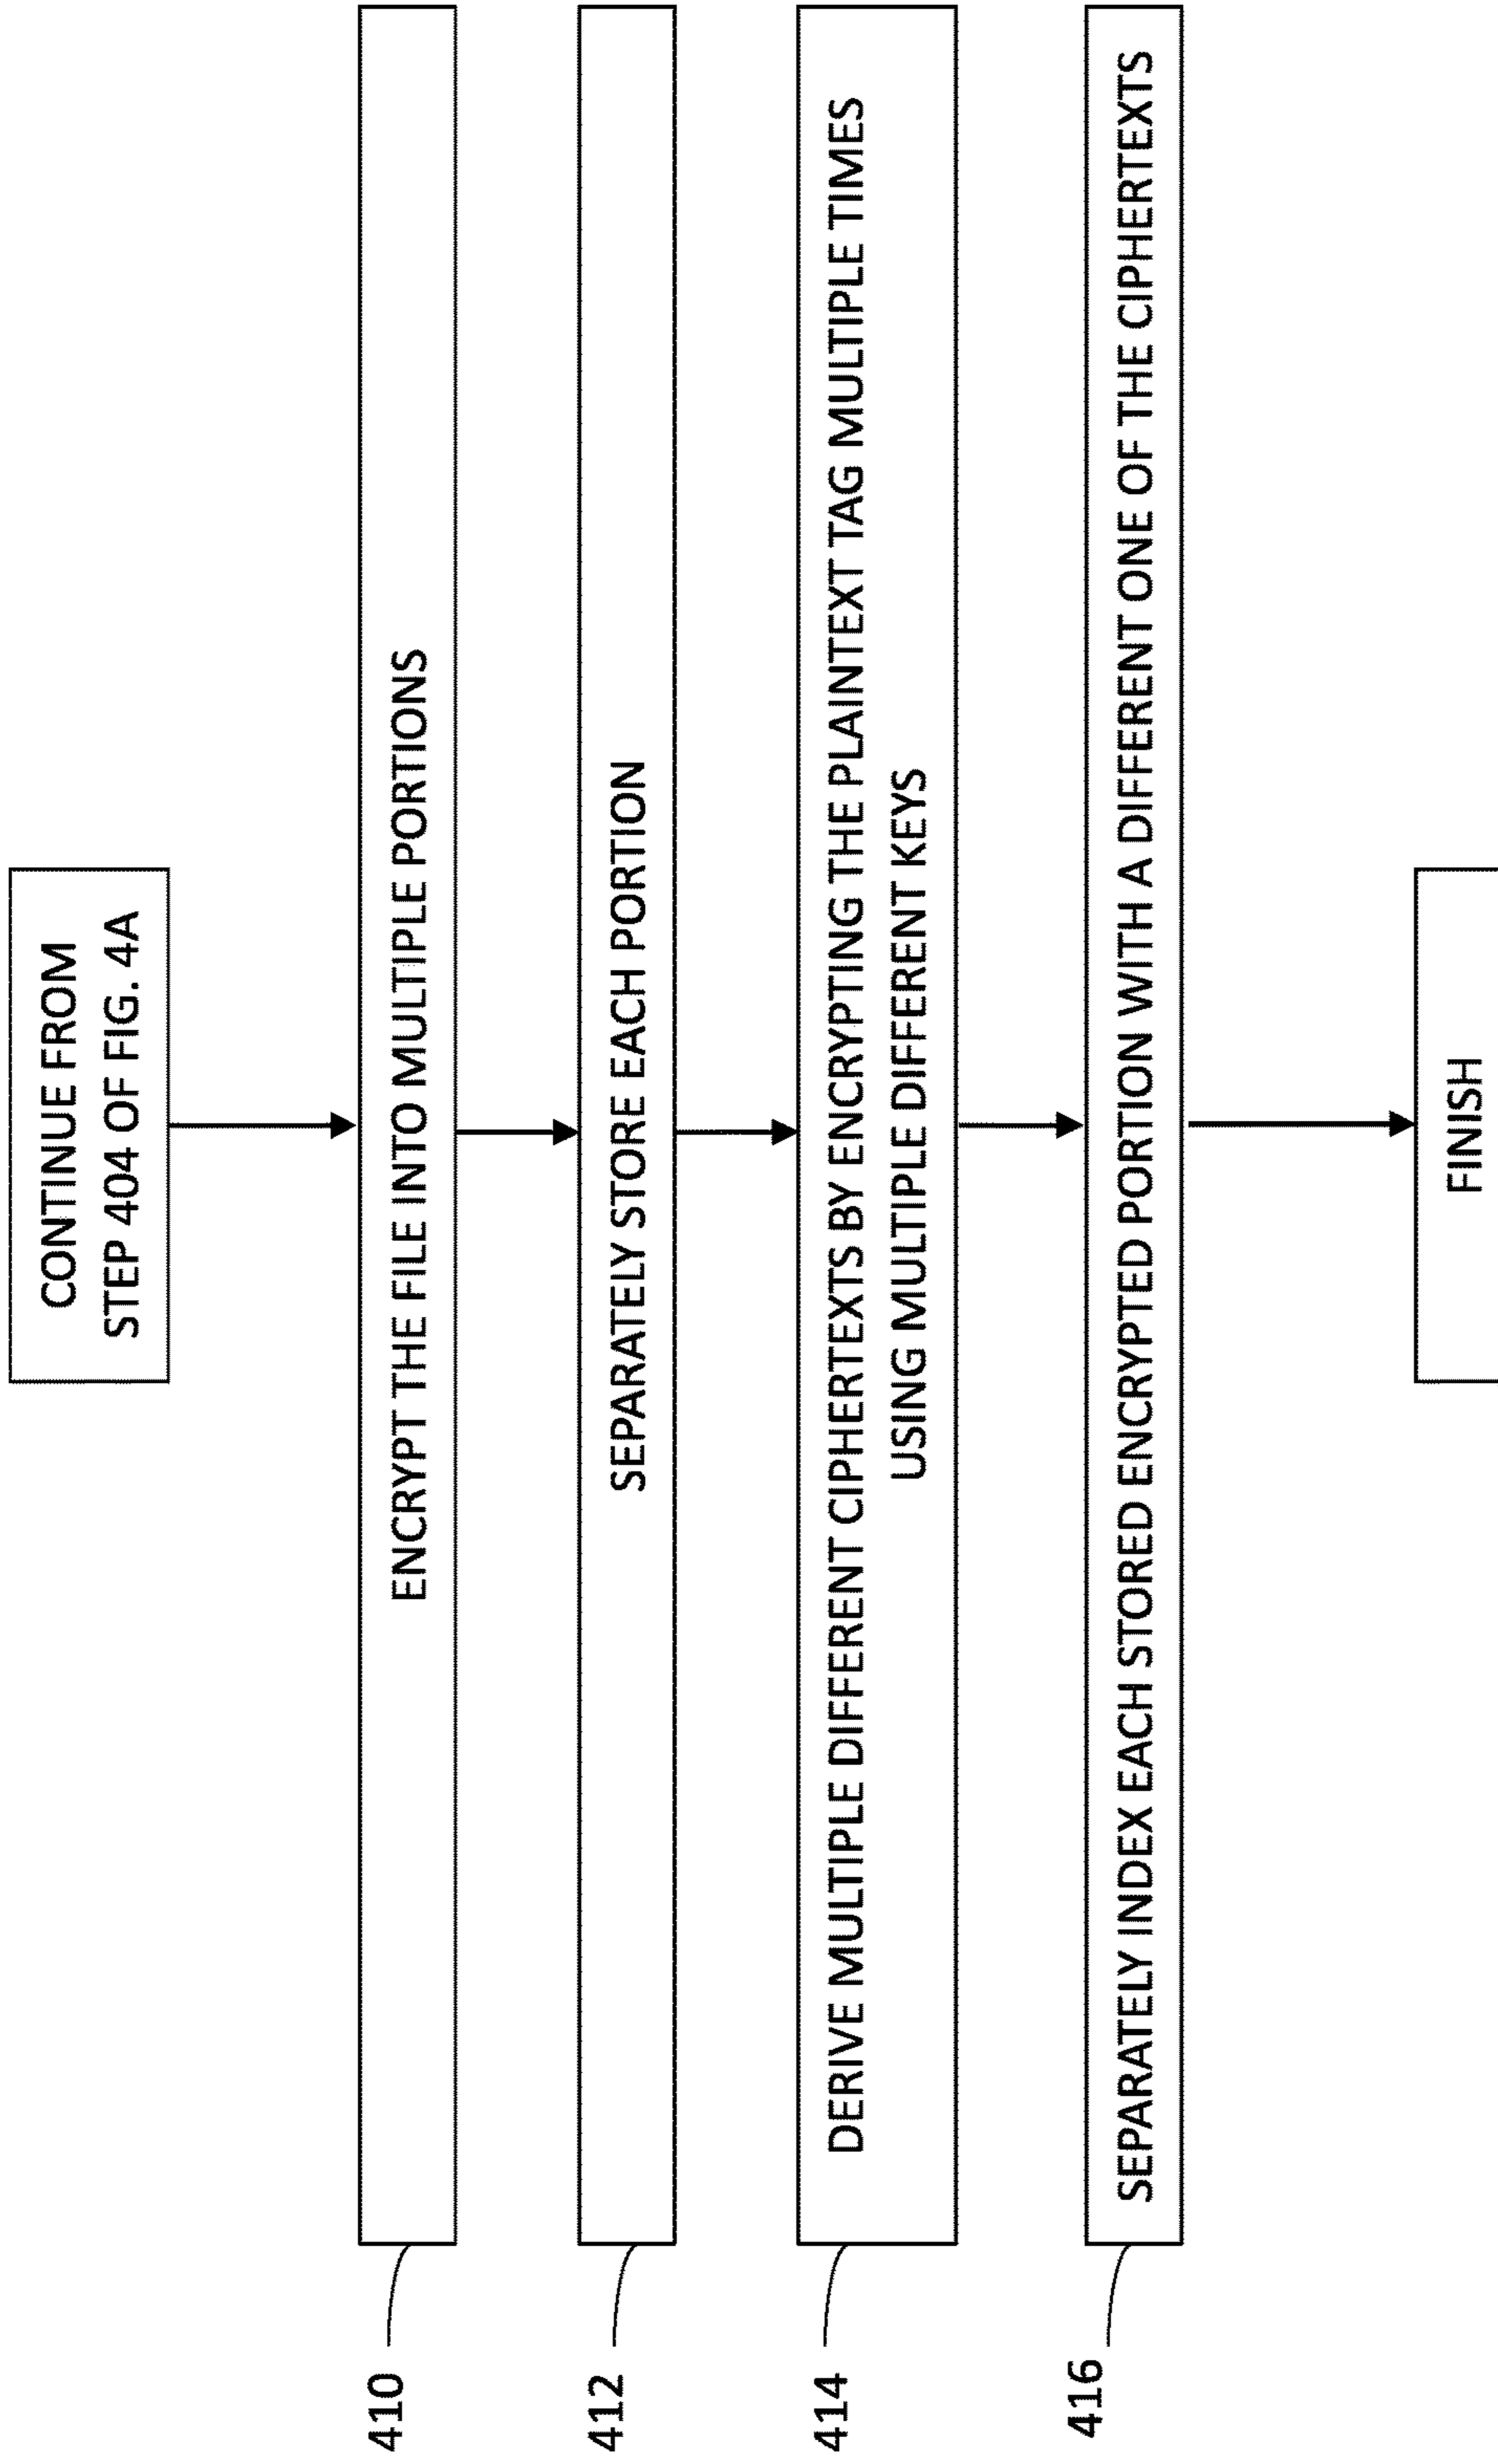 CONTINUE FROM
STEP 404 OF FIG. 4A
410
ENCRYPT THE FILE INTO MULTIPLE PORTIONS
412
SEPARATELY STORE EACH PORTION
414
DERIVE MULTIPLE DIFFERENT CIPHERTEXTS BY ENCRYPTING THE PLAINTEXT TAG MULTIPLE TIMES
USING MULTIPLE DIFFERENT KEYS
416
SEPARATELY INDEX EACH STORED ENCRYPTED PORTION WITH A DIFFERENT ONE OF THE CIPHERTEXTS
FINISH